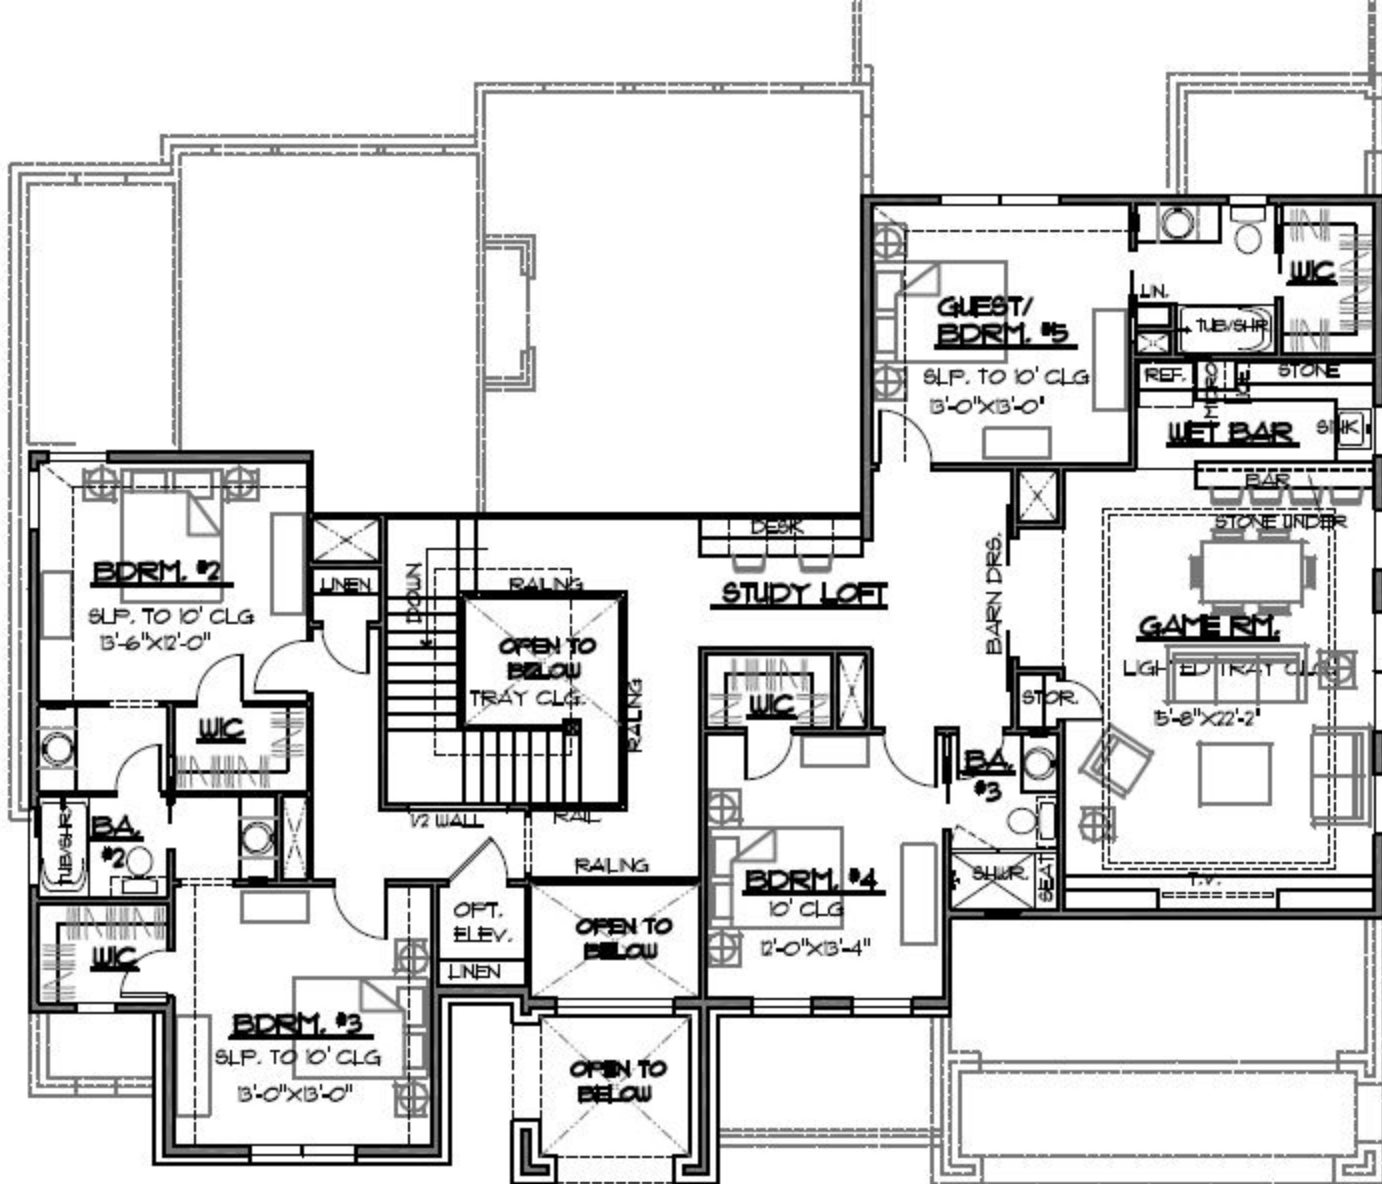 WIC
LIN.
TUB/SHR
GUEST/
BDRM. #5
SLP. TO 10' CLG
13'-0"X13'-0"
REF.
MICRO
ICE
STONE
WET BAR
SINK
BAR
STONE UNDER
DESK
STUDY LOFT
BARN DRS.
GAME RM.
LIGHTED TRAY CLG
15'-8"X22'-2"
STOR.
T.V.
BDRM. #2
SLP. TO 10' CLG
13'-6"X12'-0"
LINEN
DOWN
RAILING
OPEN TO
BELOW
TRAY CLG.
RAILING
WIC
WIC
BA.
#3
SHWR.
SEAT
1/2 WALL
RAIL
RAILING
BA.
#2
TUB/SHR
BDRM. #4
10' CLG
12'-0"X13'-4"
OPT.
ELEV.
LINEN
OPEN TO
BELOW
WIC
BDRM. #3
SLP. TO 10' CLG
13'-0"X13'-0"
OPEN TO
BELOW